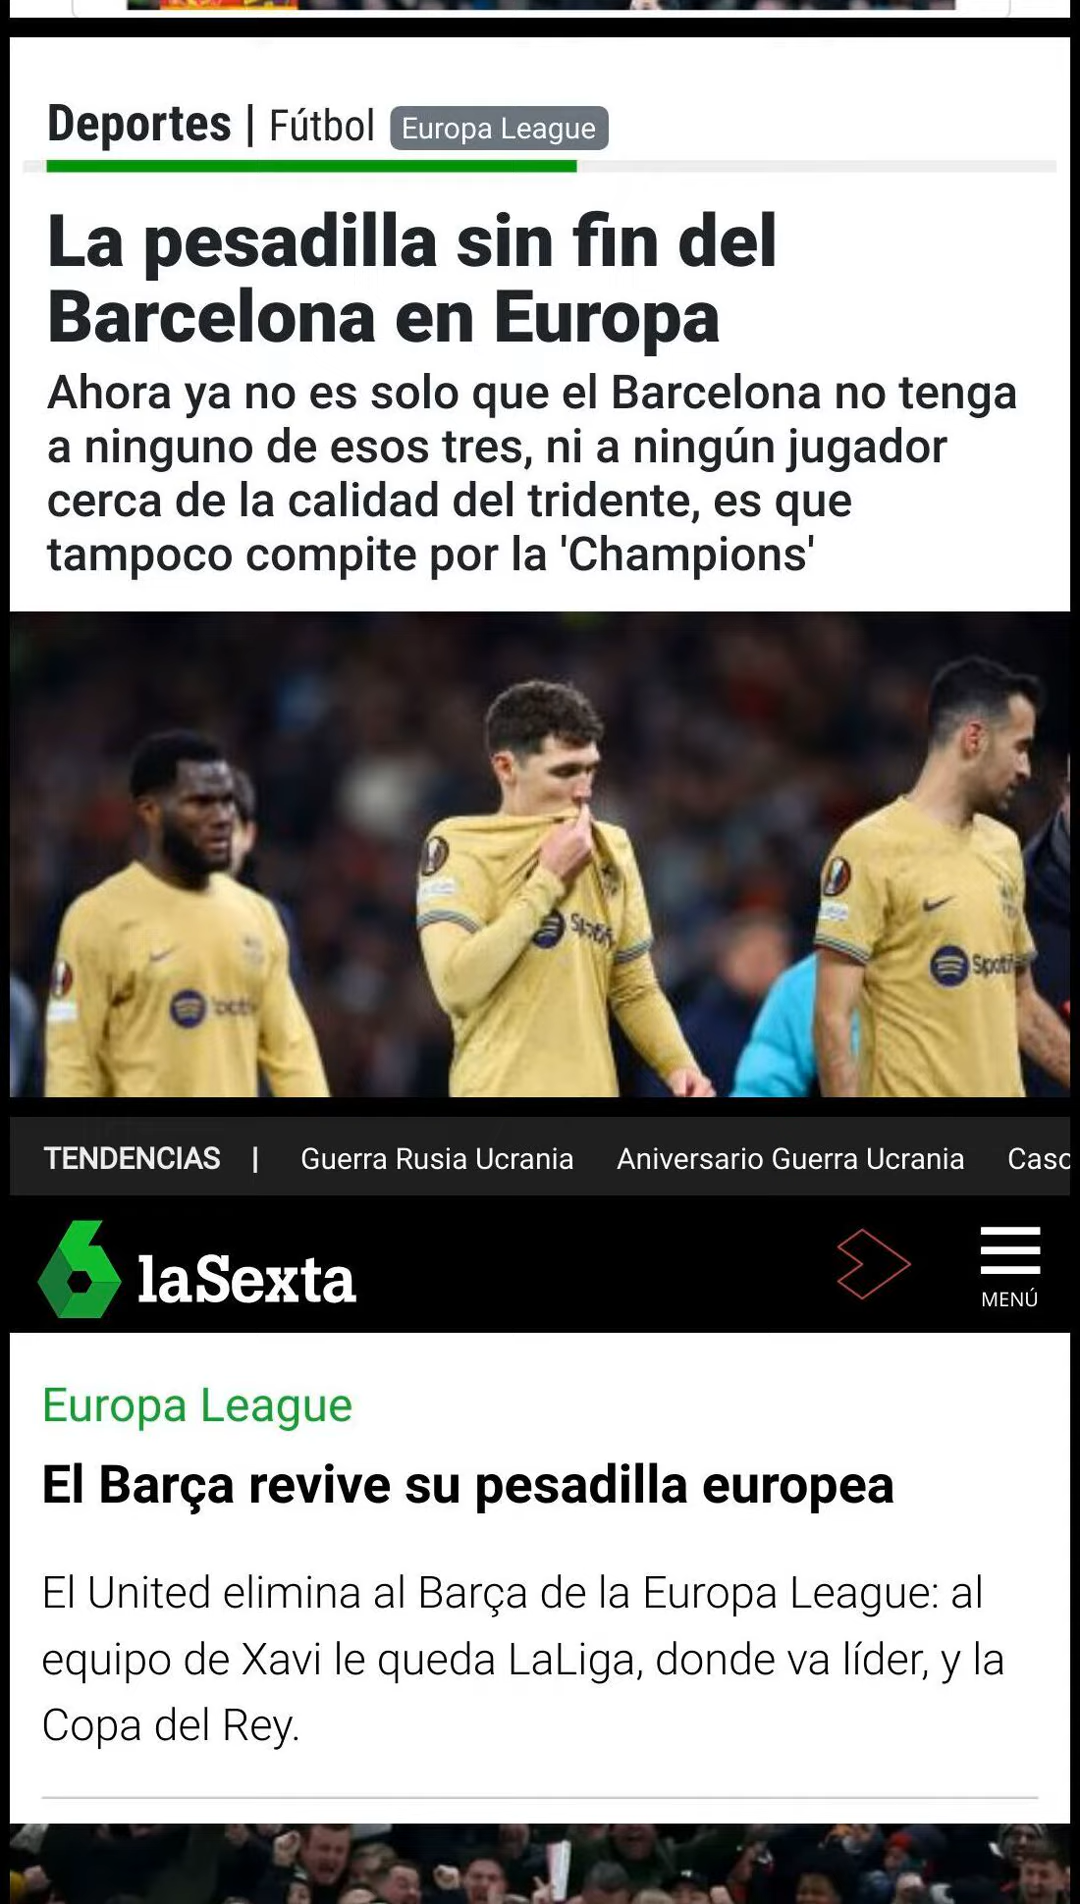 Deportes | Fútbol Europa League
La pesadilla sin fin del
Barcelona en Europa
Ahora ya no es solo que el Barcelona no tenga
a ninguno de esos tres, ni a ningún jugador
cerca de la calidad del tridente, es que
tampoco compite por la 'Champions'
Spotify
Spotify
TENDENCIAS | Guerra Rusia Ucrania Aniversario Guerra Ucrania Caso
laSexta
MENÚ
Europa League
El Barça revive su pesadilla europea
El United elimina al Barça de la Europa League: al
equipo de Xavi le queda LaLiga, donde va líder, y la
Copa del Rey.